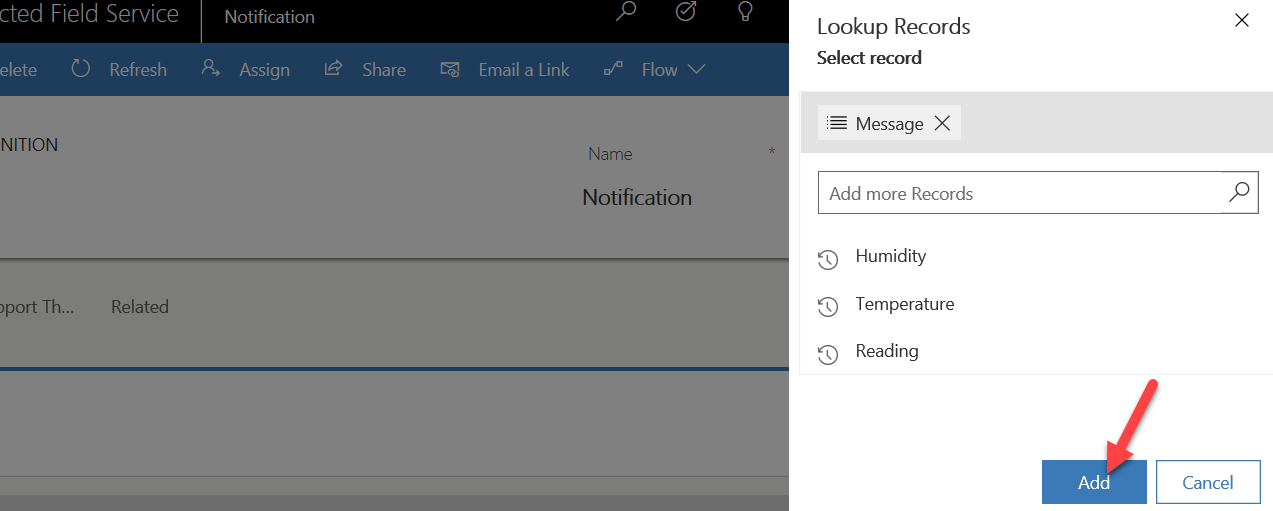 cted Field Service
Notification
elete
Refresh
Assign
Share
Email a Link
Flow
NITION
Name *
Notification
pport Th...
Related
Lookup Records
Select record
Message
Add more Records
Humidity
Temperature
Reading
Add
Cancel